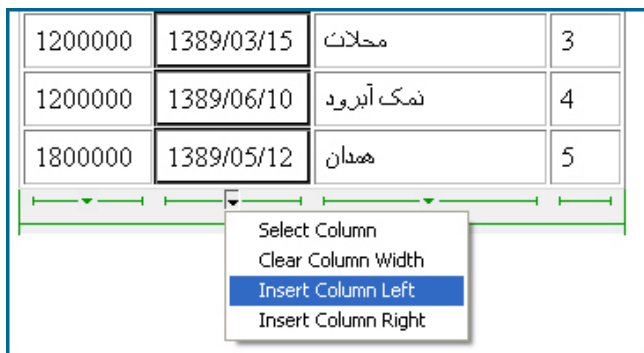 3 محلات 1389/03/15 1200000
4 نمک آبرود 1389/06/10 1200000
5 همدان 1389/05/12 1800000
Select Column
Clear Column Width
Insert Column Left
Insert Column Right